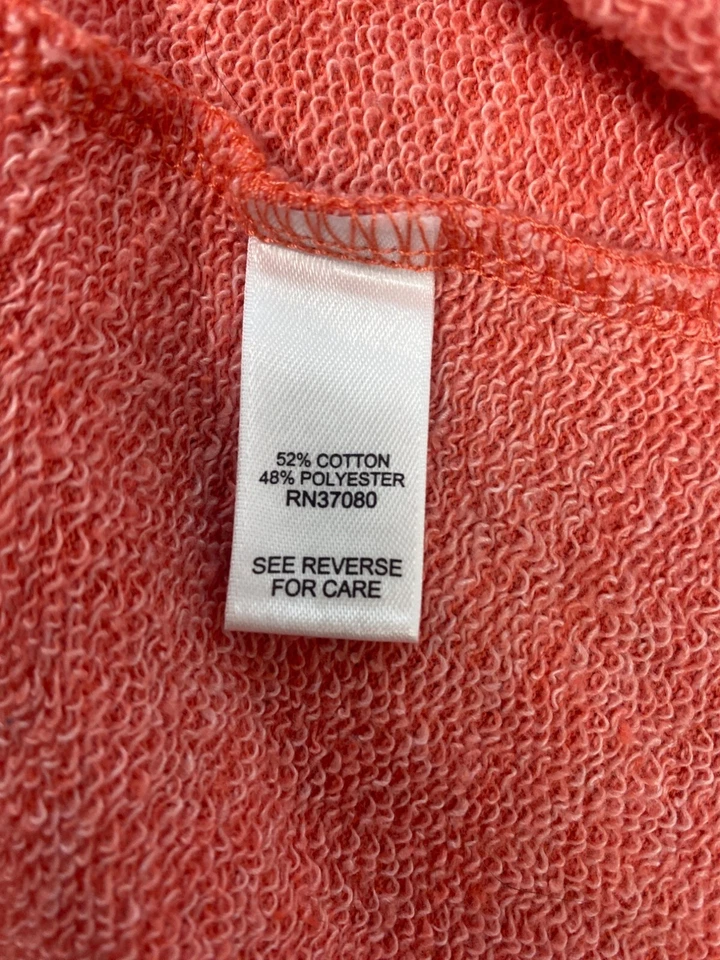 52% COTTON
48% POLYESTER
RN37080
SEE REVERSE
FOR CARE